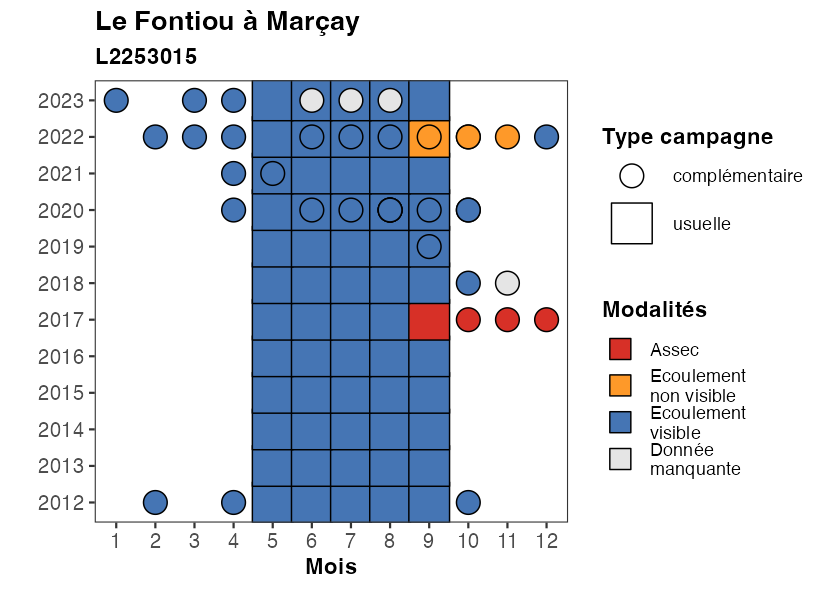 Le Fontiou à Marçay
L2253015
2023
2022
2021
2020
2019
2018
2017
2016
2015
2014
2013
2012
1 2 3 4 5 6 7 8 9 10 11 12
Mois
Type campagne
complémentaire
usuelle
Modalités
Assec
Ecoulement
non visible
Ecoulement
visible
Donnée
manquante